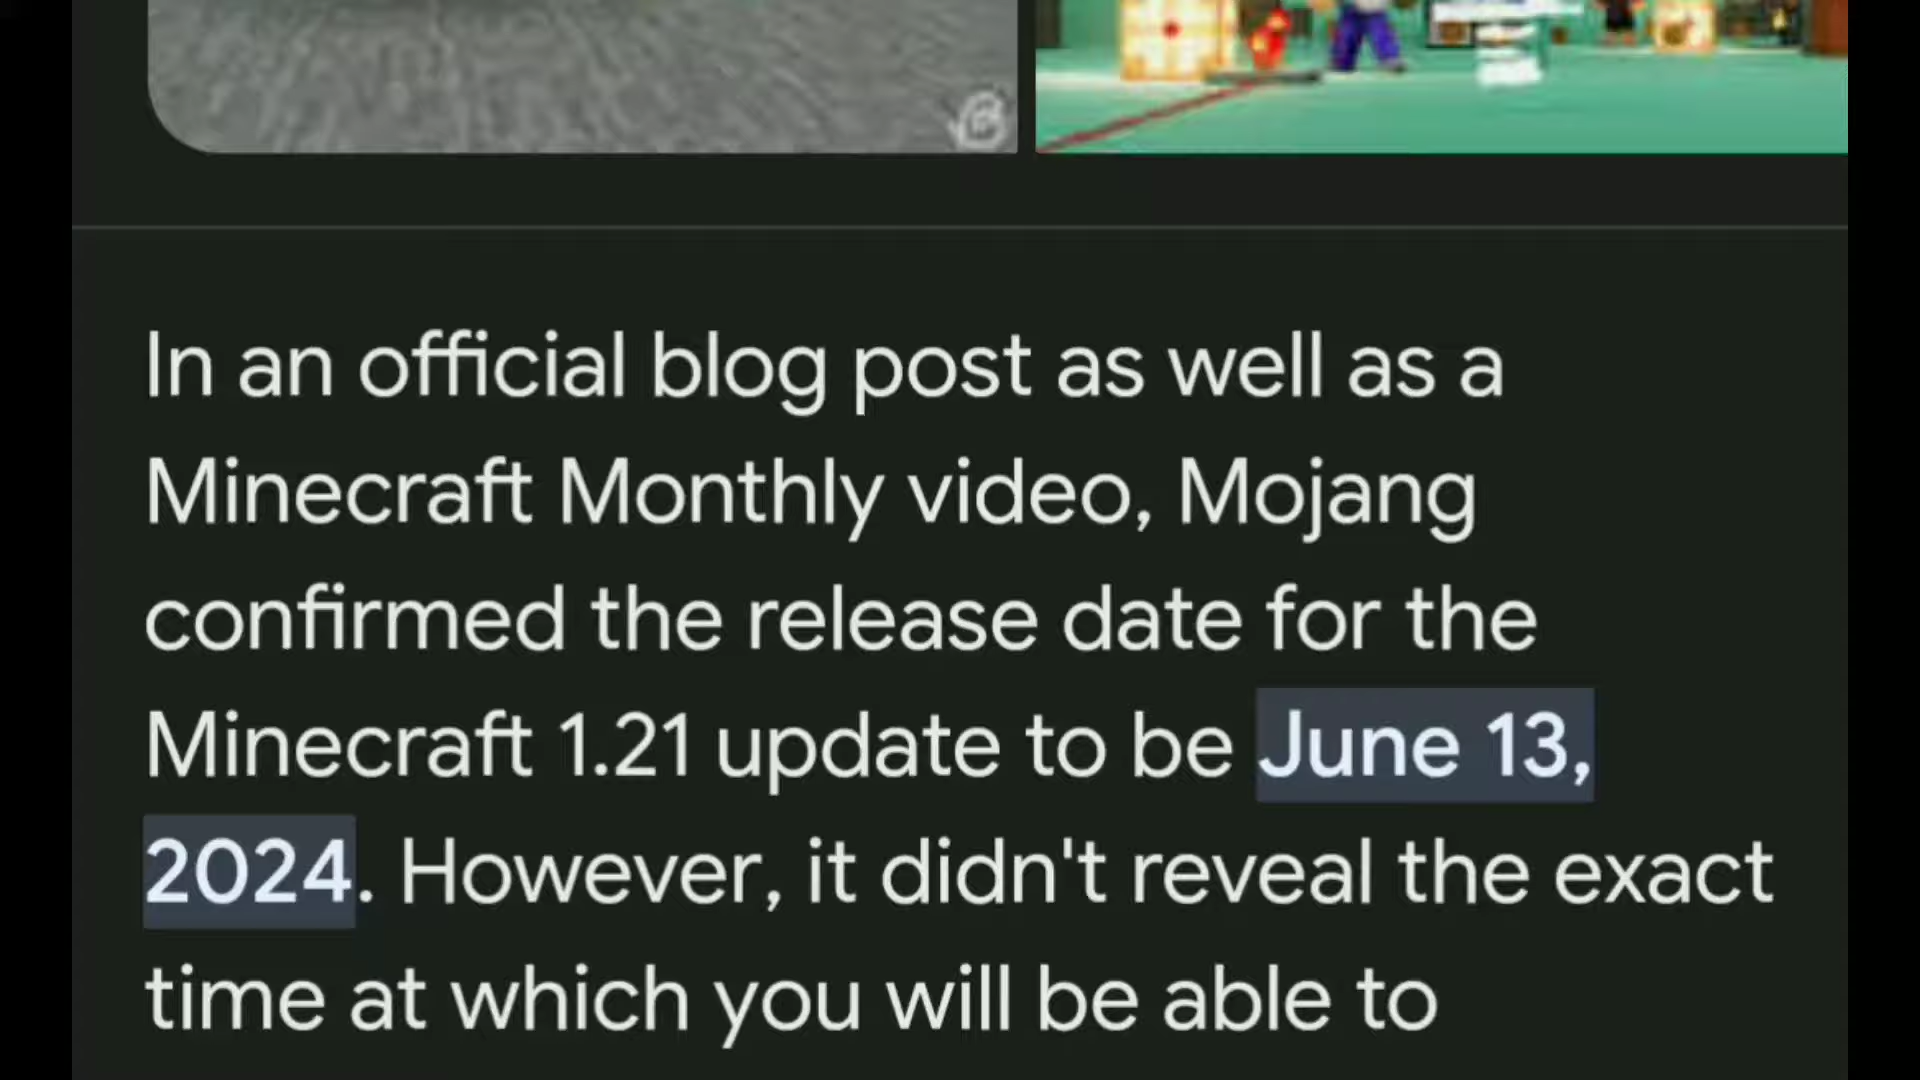 In an official blog post as well as a
Minecraft Monthly video, Mojang
confirmed the release date for the
Minecraft 1.21 update to be June 13,
2024. However, it didn't reveal the exact
time at which you will be able to